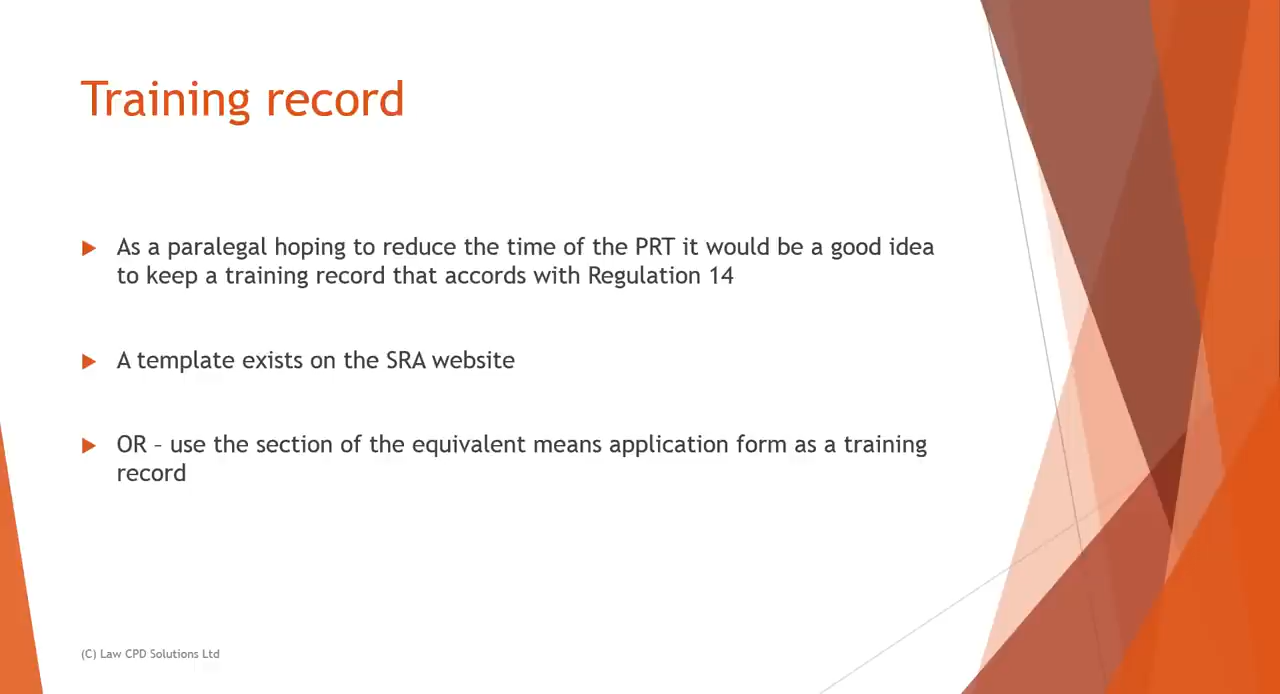 Training record
As a paralegal hoping to reduce the time of the PRT it would be a good idea
to keep a training record that accords with Regulation 14
A template exists on the SRA website
OR – use the section of the equivalent means application form as a training
record
(C) Law CPD Solutions Ltd